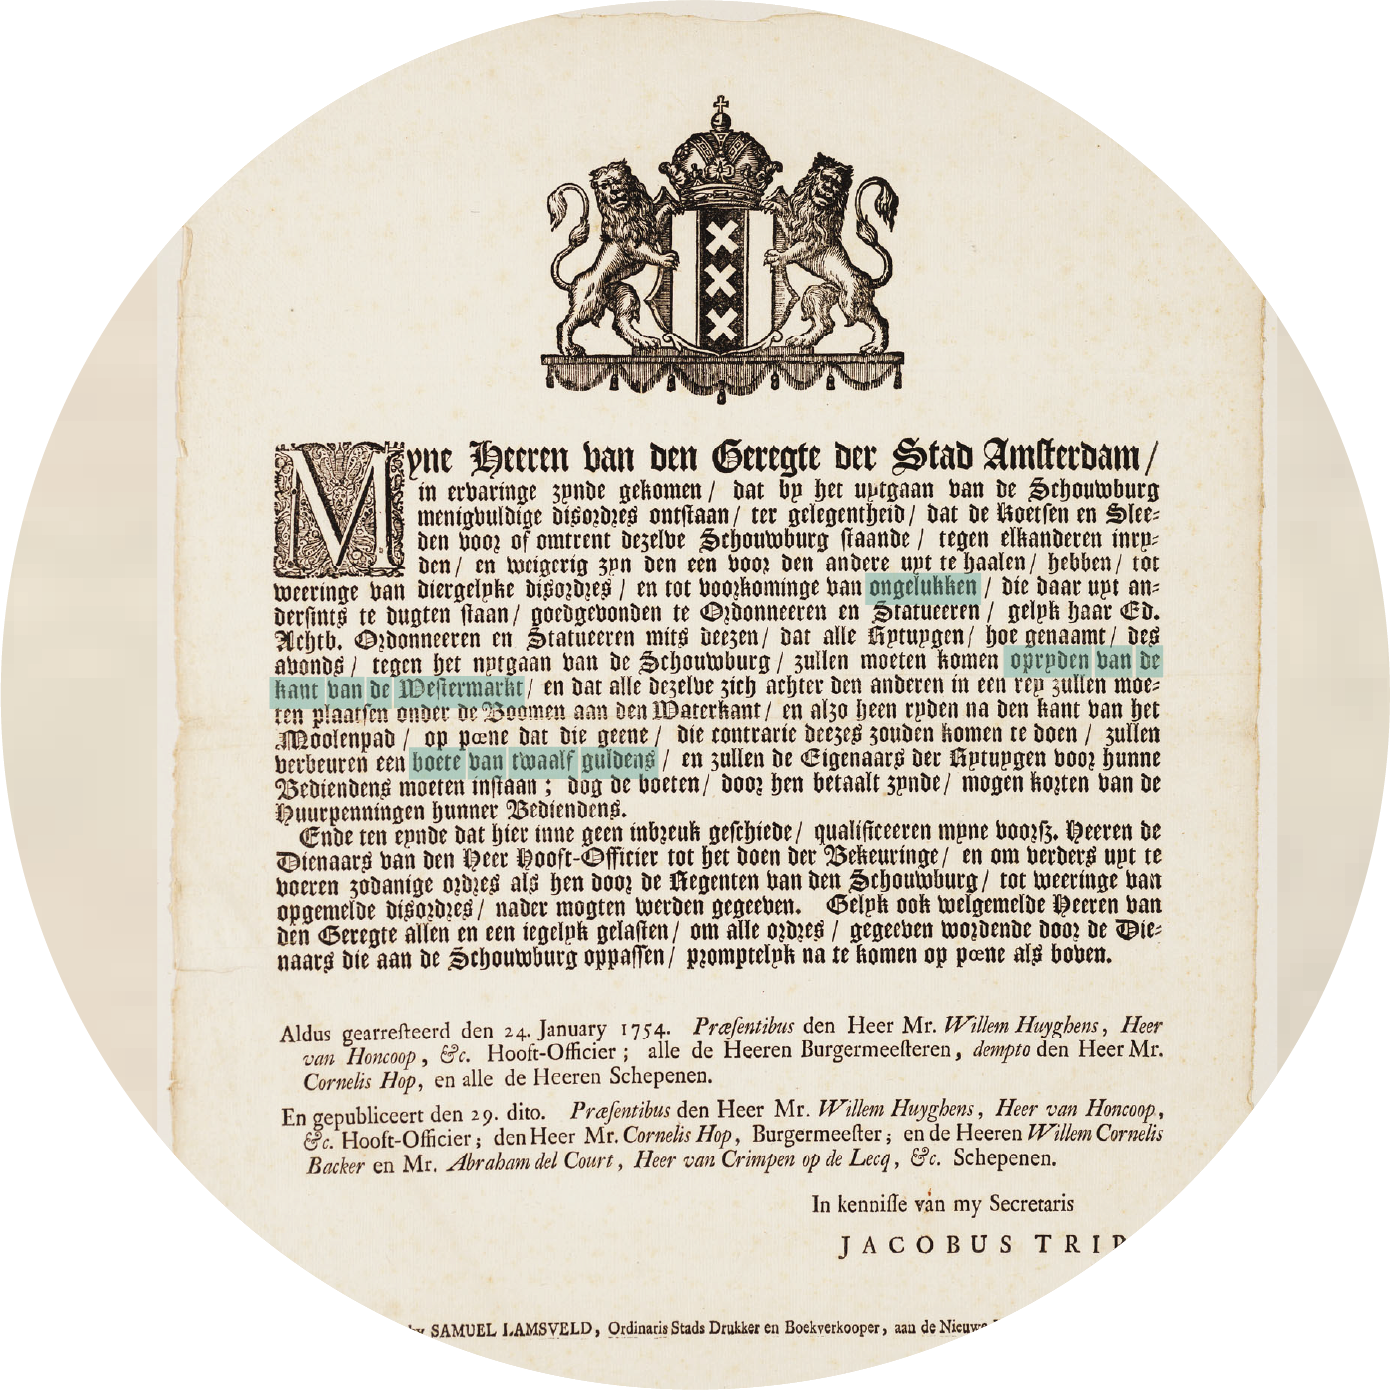 Myne Heeren van den Geregte der Stad Amsterdam /
in ervaringe zynde gekomen / dat by het uytgaan van de Schouwburg
menigvuldige disordres ontstaan / ter gelegentheid / dat de Koetsen en Slee-
den voor of omtrent dezelve Schouwburg staande / tegen elkanderen inry-
den / en weigerig zyn den een voor den andere uyt te haalen / hebben / tot
weeringe van diergelyke disordres / en tot voorkominge van ongelukken / die daar uyt an-
dersints te dugten staan / goedgevonden te Ordonneeren en Statueeren / gelyk haar Ed.
Achtb. Ordonneeren en Statueeren mits deezen / dat alle Rytuygen / hoe genaamt / des
avonds / tegen het uytgaan van de Schouwburg / zullen moeten komen opryden van de
kant van de Westermarkt / en dat alle dezelve zich achter den anderen in een rey zullen moe-
ten plaatsen onder de Boomen aan den Waterkant / en alzo heen ryden na den kant van het
Moolenpad / op pœne dat die geene / die contrarie deezes zouden komen te doen / zullen
verbeuren een boete van twaalf guldens / en zullen de Eigenaars der Rytuygen voor hunne
Bediendens moeten instaan ; dog de boeten / door hen betaalt zynde / mogen korten van de
Huurpenningen hunner Bediendens.
Ende ten eynde dat hier inne geen inbreuk geschiede / qualificeeren myne voorsz. Heeren de
Dienaars van den Heer Hooft-Officier tot het doen der Bekeuringe / en om verders uyt te
voeren zodanige ordres als hen door de Regenten van den Schouwburg / tot weeringe van
opgemelde disordres / nader mogten werden gegeeven. Gelyk ook welgemelde Heeren van
den Geregte allen en een iegelyk gelasten / om alle ordres / gegeeven wordende door de Die-
naars die aan de Schouwburg oppassen / promptelyk na te komen op pœne als boven.
Aldus gearresteerd den 24. January 1754. Præsentibus den Heer Mr. Willem Huyghens, Heer
van Honcoop, &c. Hooft-Officier ; alle de Heeren Burgermeesteren, dempto den Heer Mr.
Cornelis Hop, en alle de Heeren Schepenen.
En gepubliceert den 29. dito. Præsentibus den Heer Mr. Willem Huyghens, Heer van Honcoop,
&c. Hooft-Officier ; den Heer Mr. Cornelis Hop, Burgermeester ; en de Heeren Willem Cornelis
Backer en Mr. Abraham del Court, Heer van Crimpen op de Lecq, &c. Schepenen.
In kennisse van my Secretaris
JACOBUS TRIP
by SAMUEL LAMSVELD, Ordinaris Stads Drukker en Boekverkooper, aan de Nieuwe